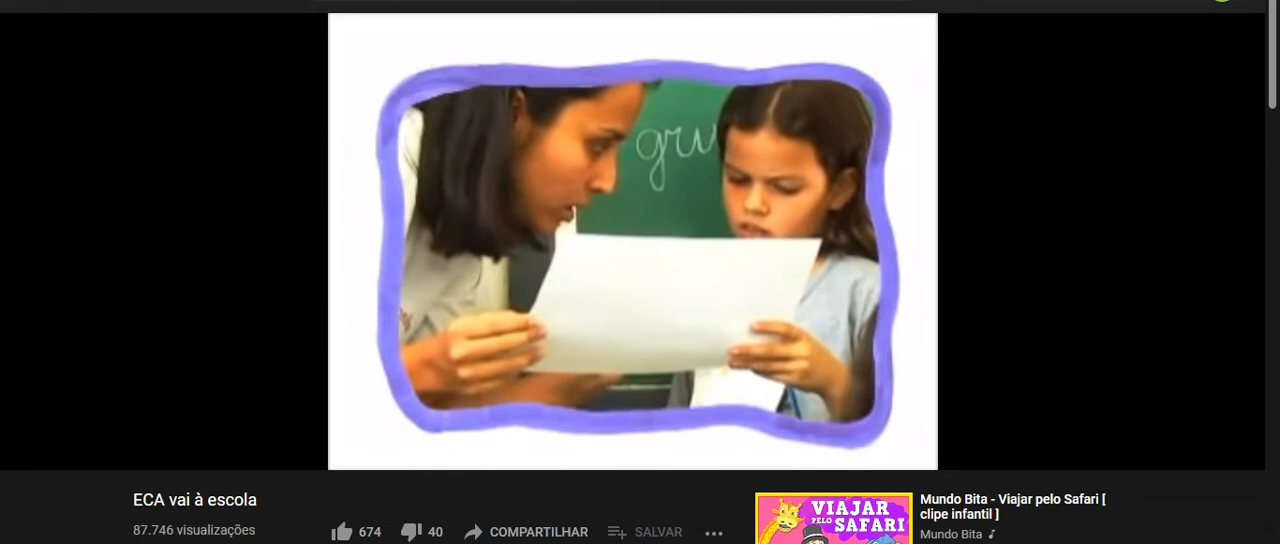 gru
ECA vai à escola
87.746 visualizações
674
40
COMPARTILHAR
SALVAR
VIAJAR
PELO SAFARI
Mundo Bita - Viajar pelo Safari [
clipe infantil ]
Mundo Bita